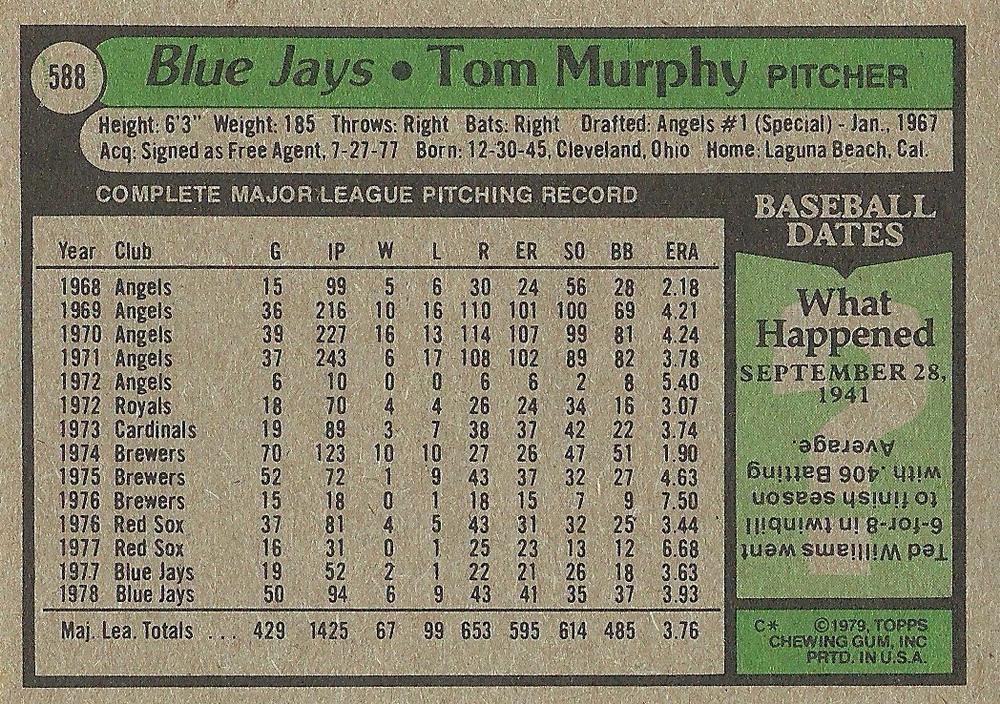 588
Blue Jays • Tom Murphy PITCHER
Height: 6'3" Weight: 185 Throws: Right Bats: Right Drafted: Angels #1 (Special) - Jan., 1967
Acq: Signed as Free Agent, 7-27-77 Born: 12-30-45, Cleveland, Ohio Home: Laguna Beach, Cal.
COMPLETE MAJOR LEAGUE PITCHING RECORD
Year Club G IP W L R ER SO BB ERA
1968 Angels 15 99 5 6 30 24 56 28 2.18
1969 Angels 36 216 10 16 110 101 100 69 4.21
1970 Angels 39 227 16 13 114 107 99 81 4.24
1971 Angels 37 243 6 17 108 102 89 82 3.78
1972 Angels 6 10 0 0 6 6 2 8 5.40
1972 Royals 18 70 4 4 26 24 34 16 3.07
1973 Cardinals 19 89 3 7 38 37 42 22 3.74
1974 Brewers 70 123 10 10 27 26 47 51 1.90
1975 Brewers 52 72 1 9 43 37 32 27 4.63
1976 Brewers 15 18 0 1 18 15 7 9 7.50
1976 Red Sox 37 81 4 5 43 31 32 25 3.44
1977 Red Sox 16 31 0 1 25 23 13 12 6.68
1977 Blue Jays 19 52 2 1 22 21 26 18 3.63
1978 Blue Jays 50 94 6 9 43 41 35 37 3.93
Maj. Lea. Totals ... 429 1425 67 99 653 595 614 485 3.76
BASEBALL
DATES
What
Happened
SEPTEMBER 28,
1941
Ted Williams went
6-for-8 in twinbill
to finish season
with .406 Batting
Average.
C* ©1979, TOPPS
CHEWING GUM, INC
PRTD. IN U.S.A.